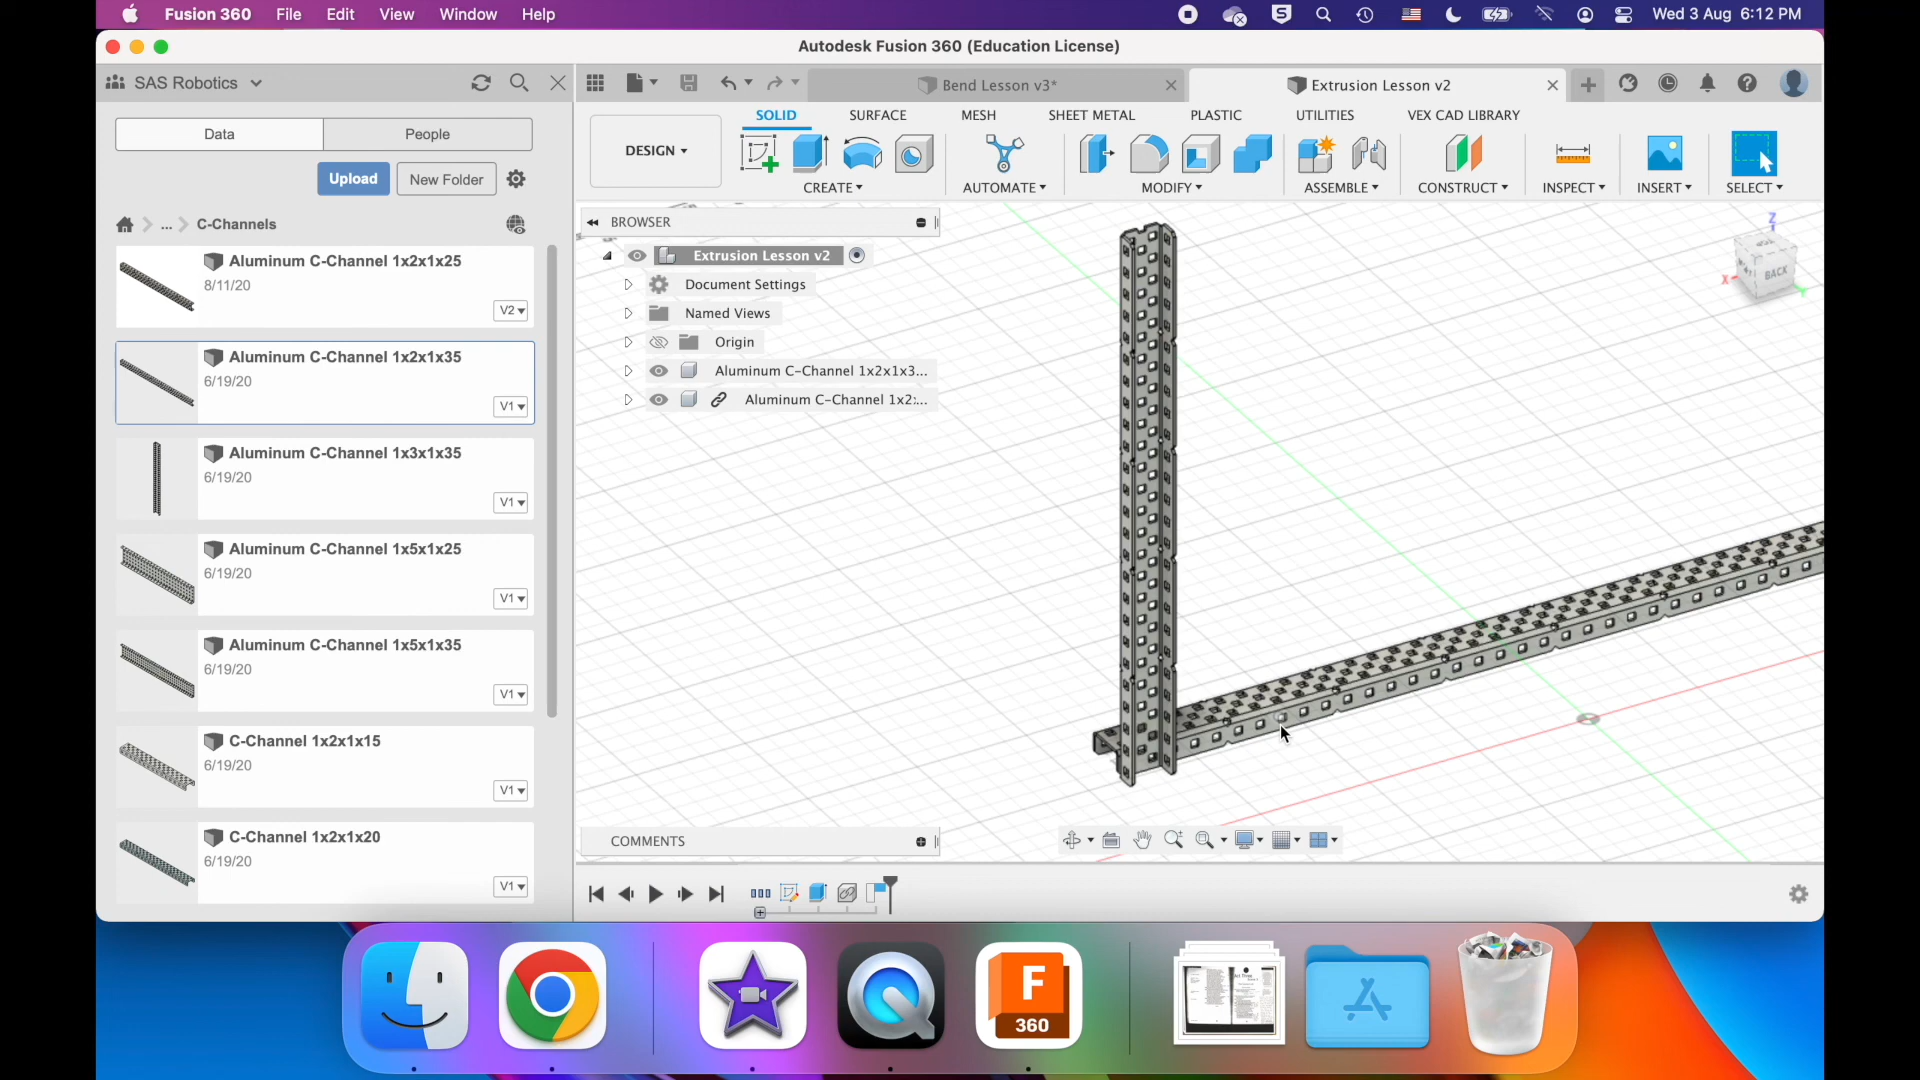 Fusion 360 File Edit View Window Help
Wed 3 Aug 6:12 PM
Autodesk Fusion 360 (Education License)
SAS Robotics
Bend Lesson v3*
Extrusion Lesson v2
Data People
Upload New Folder
... C-Channels
Aluminum C-Channel 1x2x1x25
8/11/20
V2
Aluminum C-Channel 1x2x1x35
6/19/20
V1
Aluminum C-Channel 1x3x1x35
6/19/20
V1
Aluminum C-Channel 1x5x1x25
6/19/20
V1
Aluminum C-Channel 1x5x1x35
6/19/20
V1
C-Channel 1x2x1x15
6/19/20
V1
C-Channel 1x2x1x20
6/19/20
V1
DESIGN
SOLID SURFACE MESH SHEET METAL PLASTIC UTILITIES VEX CAD LIBRARY
CREATE AUTOMATE MODIFY ASSEMBLE CONSTRUCT INSPECT INSERT SELECT
BROWSER
Extrusion Lesson v2
Document Settings
Named Views
Origin
Aluminum C-Channel 1x2x1x3...
Aluminum C-Channel 1x2:...
Z
BACK
X
COMMENTS
F
360